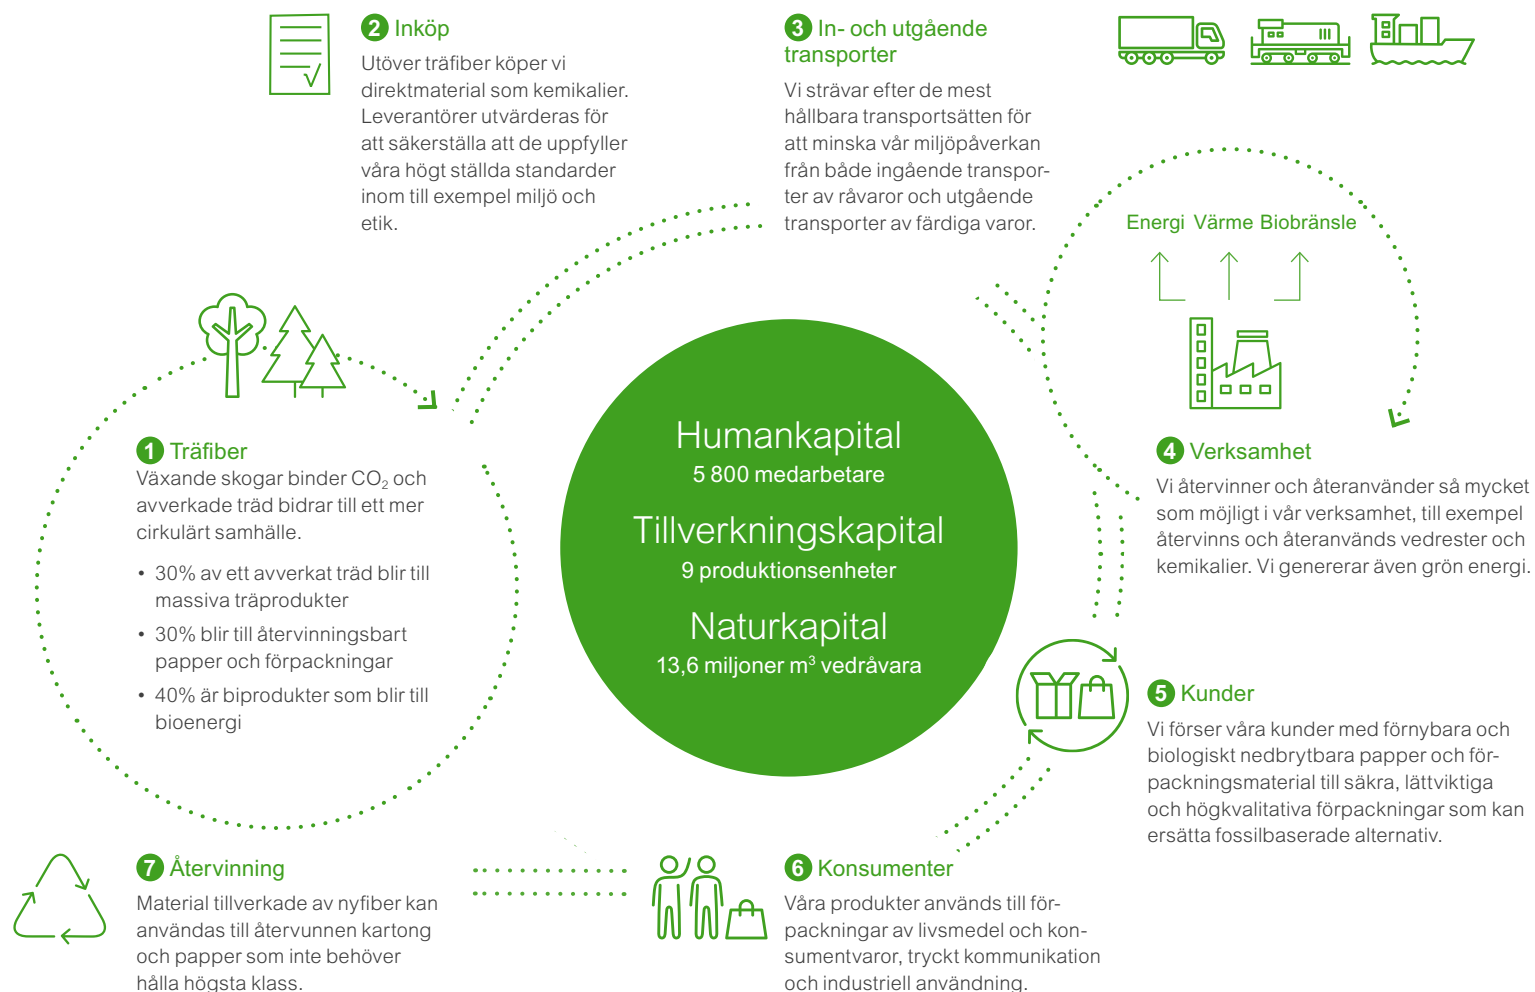 2 Inköp
Utöver träfiber köper vi
direktmaterial som kemikalier.
Leverantörer utvärderas för
att säkerställa att de uppfyller
våra högt ställda standarder
inom till exempel miljö och
etik.
3 In- och utgående
transporter
Vi strävar efter de mest
hållbara transportsätten för
att minska vår miljöpåverkan
från både ingående transpor-
ter av råvaror och utgående
transporter av färdiga varor.
Energi Värme Biobränsle
1 Träfiber
Växande skogar binder CO₂ och
avverkade träd bidrar till ett mer
cirkulärt samhälle.
• 30% av ett avverkat träd blir till
massiva träprodukter
• 30% blir till återvinningsbart
papper och förpackningar
• 40% är biprodukter som blir till
bioenergi
Humankapital
5 800 medarbetare
Tillverkningskapital
9 produktionsenheter
Naturkapital
13,6 miljoner m³ vedråvara
4 Verksamhet
Vi återvinner och återanvänder så mycket
som möjligt i vår verksamhet, till exempel
återvinns och återanvänds vedrester och
kemikalier. Vi genererar även grön energi.
5 Kunder
Vi förser våra kunder med förnybara och
biologiskt nedbrytbara papper och för-
packningsmaterial till säkra, lättviktiga
och högkvalitativa förpackningar som kan
ersätta fossilbaserade alternativ.
7 Återvinning
Material tillverkade av nyfiber kan
användas till återvunnen kartong
och papper som inte behöver
hålla högsta klass.
6 Konsumenter
Våra produkter används till för-
packningar av livsmedel och kon-
sumentvaror, tryckt kommunikation
och industriell användning.